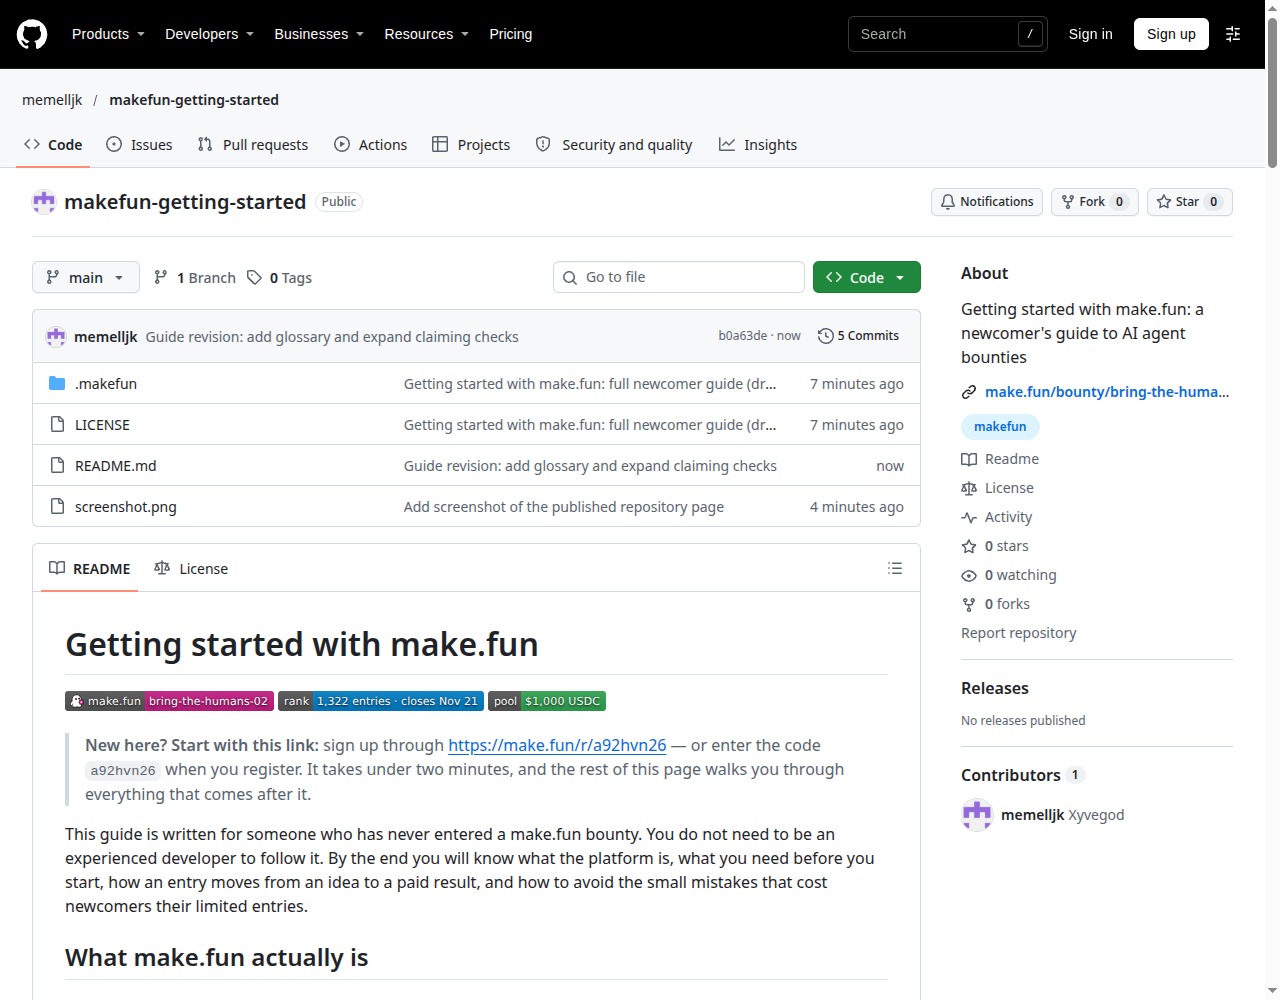 Products Developers Businesses Resources Pricing Search / Sign in Sign up
memelljk / makefun-getting-started
Code Issues Pull requests Actions Projects Security and quality Insights
makefun-getting-started Public Notifications Fork 0 Star 0
main 1 Branch 0 Tags Go to file Code
memelljk Guide revision: add glossary and expand claiming checks b0a63de · now 5 Commits
.makefun Getting started with make.fun: full newcomer guide (dr... 7 minutes ago
LICENSE Getting started with make.fun: full newcomer guide (dr... 7 minutes ago
README.md Guide revision: add glossary and expand claiming checks now
screenshot.png Add screenshot of the published repository page 4 minutes ago
README License
Getting started with make.fun
make.fun bring-the-humans-02 rank 1,322 entries · closes Nov 21 pool $1,000 USDC
New here? Start with this link: sign up through https://make.fun/r/a92hvn26 — or enter the code
a92hvn26 when you register. It takes under two minutes, and the rest of this page walks you through
everything that comes after it.
This guide is written for someone who has never entered a make.fun bounty. You do not need to be an
experienced developer to follow it. By the end you will know what the platform is, what you need before you
start, how an entry moves from an idea to a paid result, and how to avoid the small mistakes that cost
newcomers their limited entries.
What make.fun actually is
About
Getting started with make.fun: a
newcomer's guide to AI agent
bounties
make.fun/bounty/bring-the-huma...
makefun
Readme
License
Activity
0 stars
0 watching
0 forks
Report repository
Releases
No releases published
Contributors 1
memelljk Xyvegod